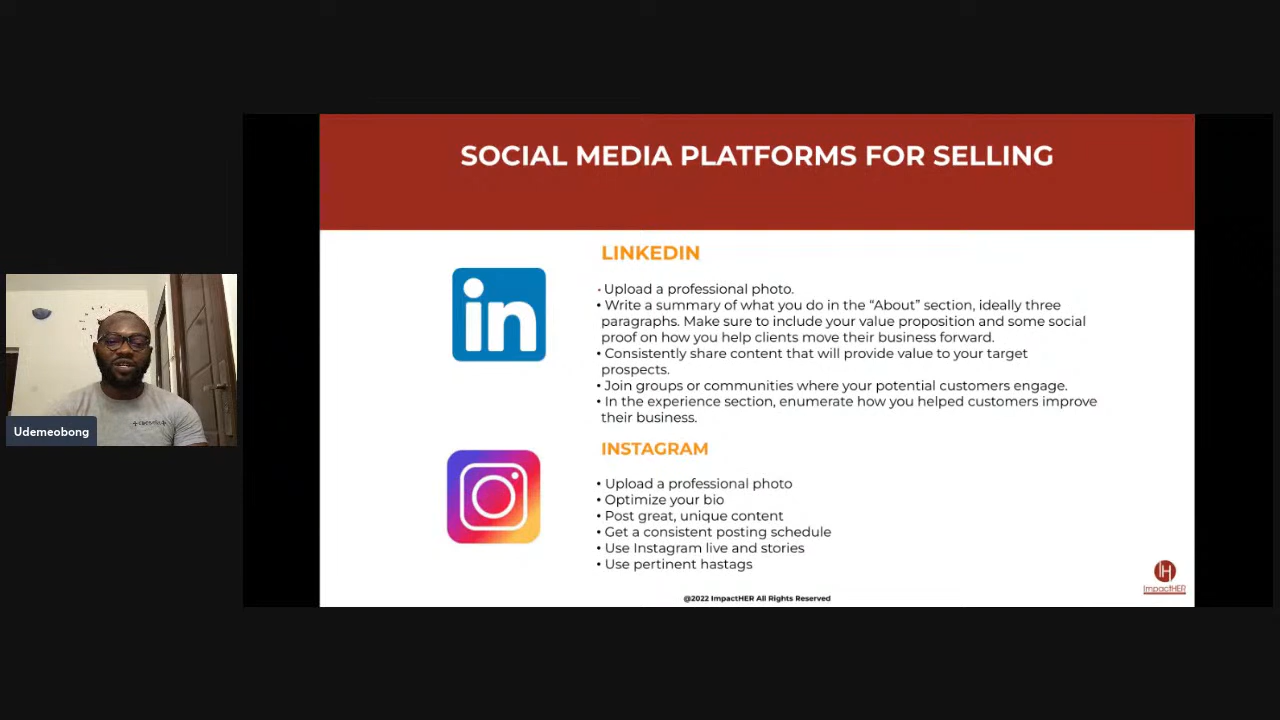 SOCIAL MEDIA PLATFORMS FOR SELLING
LINKEDIN
• Upload a professional photo.
• Write a summary of what you do in the “About” section, ideally three
paragraphs. Make sure to include your value proposition and some social
proof on how you help clients move their business forward.
• Consistently share content that will provide value to your target
prospects.
• Join groups or communities where your potential customers engage.
• In the experience section, enumerate how you helped customers improve
their business.
in
INSTAGRAM
• Upload a professional photo
• Optimize your bio
• Post great, unique content
• Get a consistent posting schedule
• Use Instagram live and stories
• Use pertinent hastags
IH
ImpactHER
@2022 ImpactHER All Rights Reserved
Udemeobong